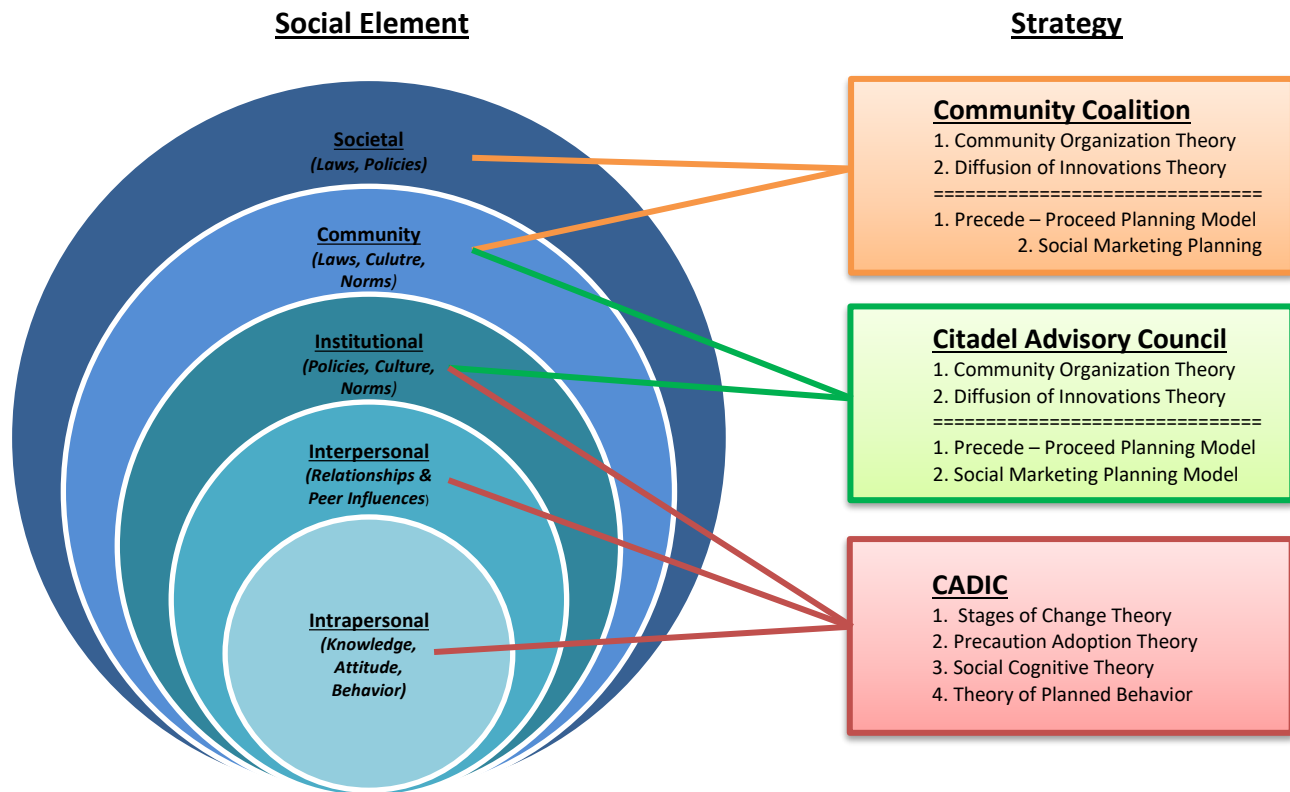 Social Element
Strategy
Societal
(Laws, Policies)
Community
(Laws, Culutre,
Norms)
Institutional
(Policies, Culture,
Norms)
Interpersonal
(Relationships &
Peer Influences)
Intrapersonal
(Knowledge,
Attitude,
Behavior)
Community Coalition
1. Community Organization Theory
2. Diffusion of Innovations Theory
===============================
1. Precede – Proceed Planning Model
2. Social Marketing Planning
Citadel Advisory Council
1. Community Organization Theory
2. Diffusion of Innovations Theory
===============================
1. Precede – Proceed Planning Model
2. Social Marketing Planning Model
CADIC
1. Stages of Change Theory
2. Precaution Adoption Theory
3. Social Cognitive Theory
4. Theory of Planned Behavior